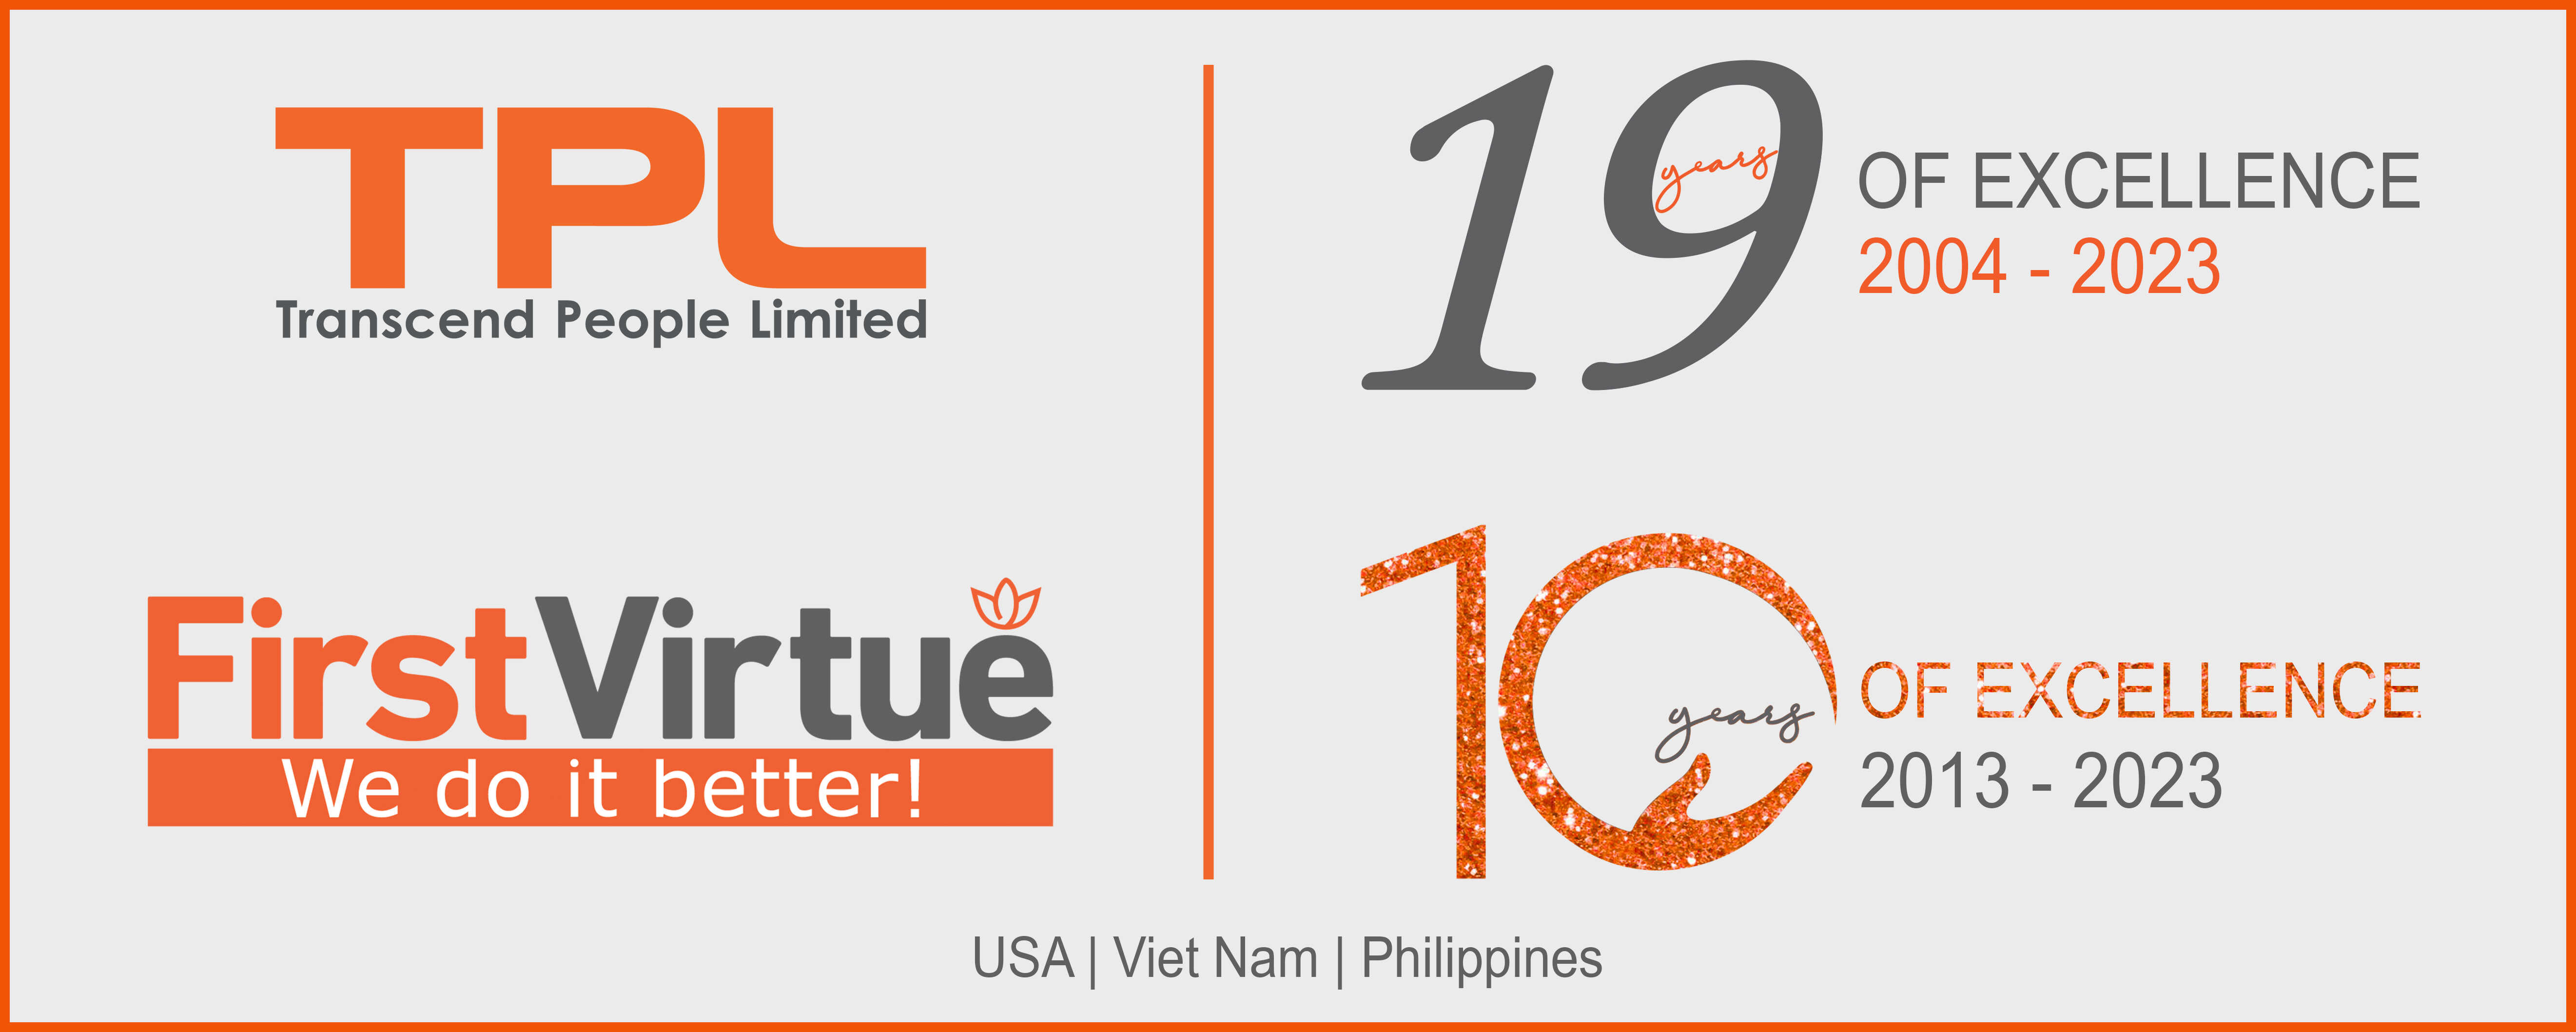 TPL
Transcend People Limited
19 years
OF EXCELLENCE
2004 - 2023
FirstVirtue
We do it better!
10 years
OF EXCELLENCE
2013 - 2023
USA | Viet Nam | Philippines